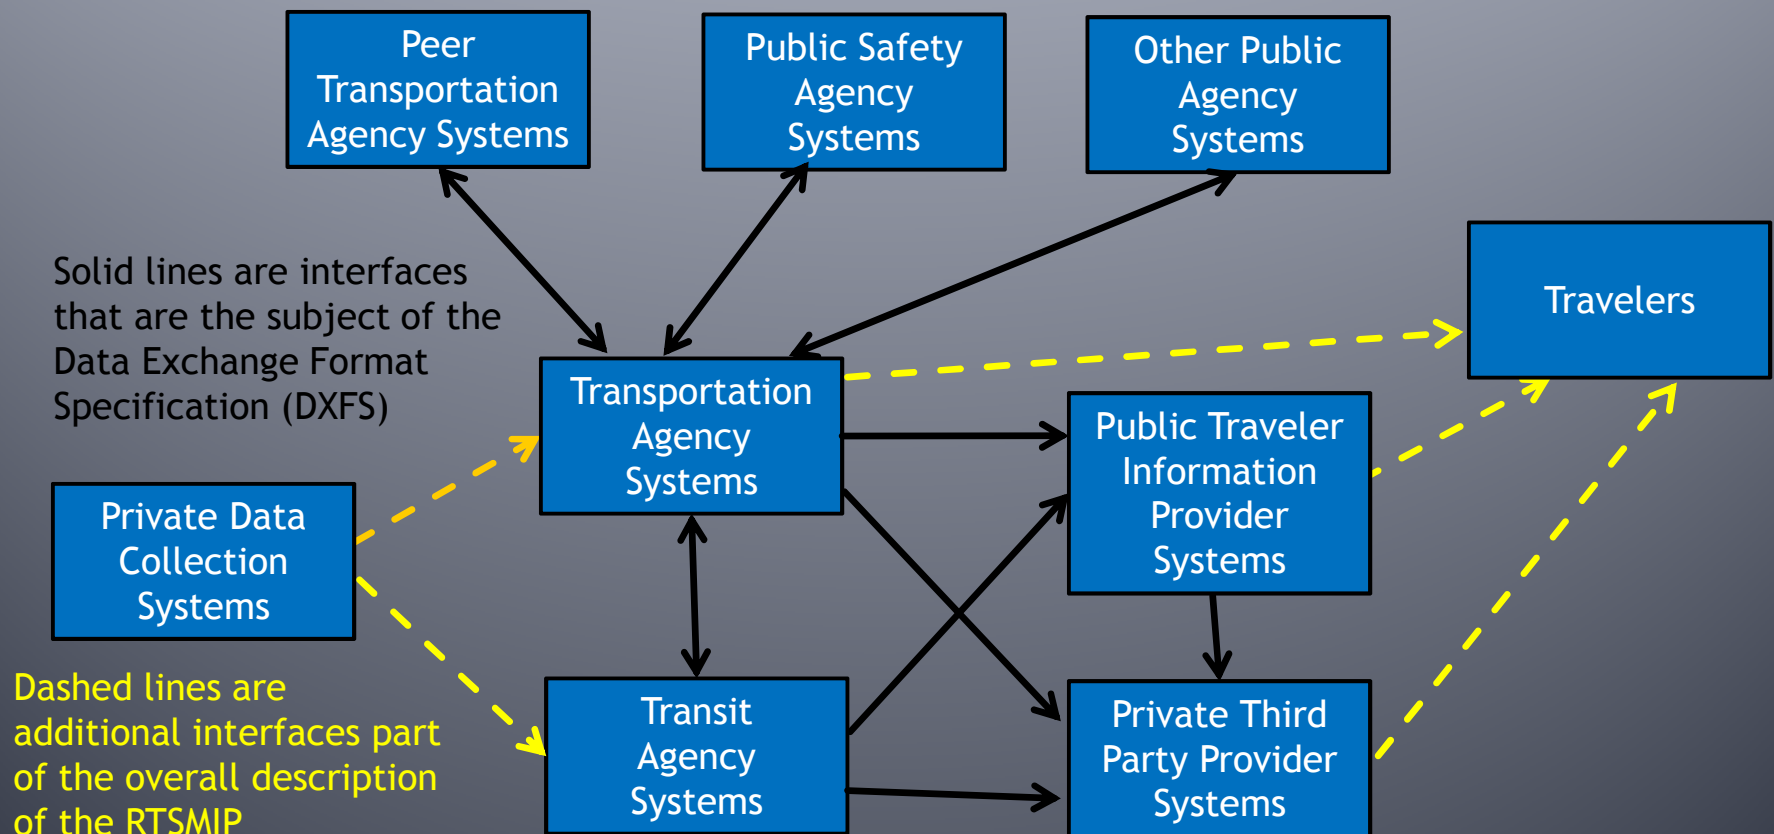 Peer
Transportation
Agency Systems
Public Safety
Agency
Systems
Other Public
Agency
Systems
Solid lines are interfaces
that are the subject of the
Data Exchange Format
Specification (DXFS)
Travelers
Transportation
Agency
Systems
Public Traveler
Information
Provider
Systems
Private Data
Collection
Systems
Dashed lines are
additional interfaces part
of the overall description
of the RTSMIP
Transit
Agency
Systems
Private Third
Party Provider
Systems